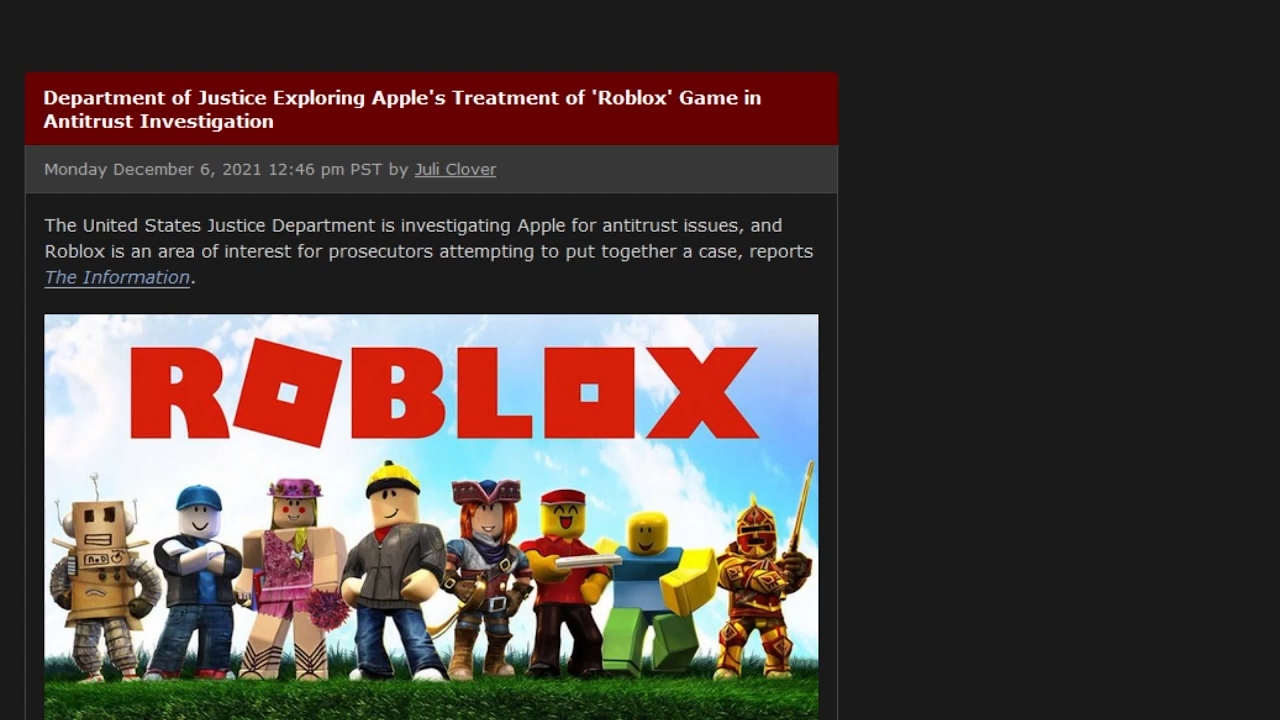 Department of Justice Exploring Apple's Treatment of 'Roblox' Game in
Antitrust Investigation
Monday December 6, 2021 12:46 pm PST by Juli Clover
The United States Justice Department is investigating Apple for antitrust issues, and
Roblox is an area of interest for prosecutors attempting to put together a case, reports
The Information.
ROBLOX